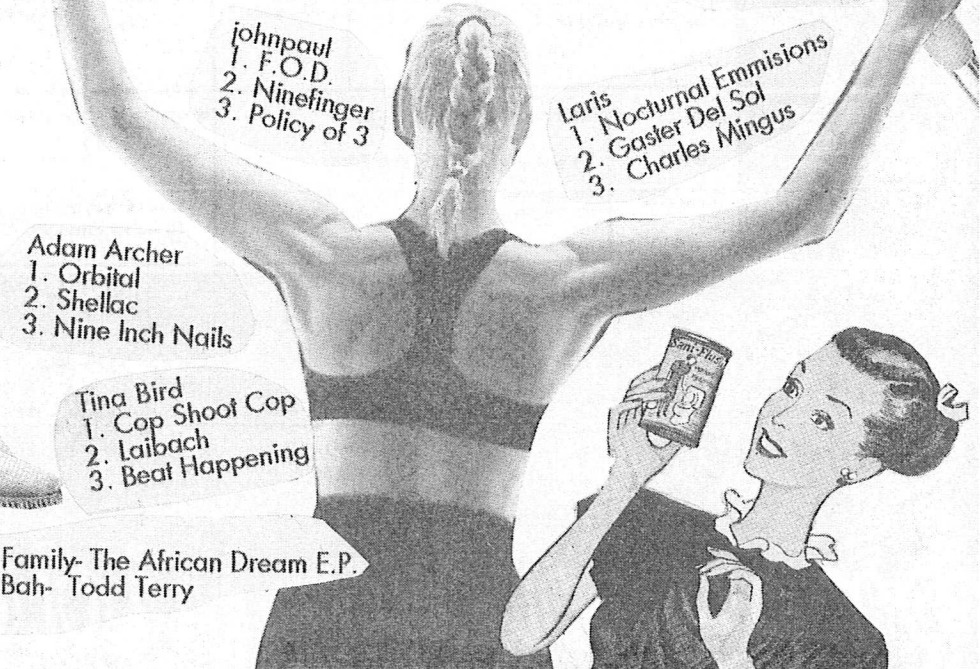 johnpaul
1. F.O.D.
2. Ninefinger
3. Policy of 3
Laris
1. Nocturnal Emmisions
2. Gaster Del Sol
3. Charles Mingus
Adam Archer
1. Orbital
2. Shellac
3. Nine Inch Nails
Tina Bird
1. Cop Shoot Cop
2. Laibach
3. Beat Happening
Family- The African Dream E.P.
Bah- Todd Terry
Sani-Flush